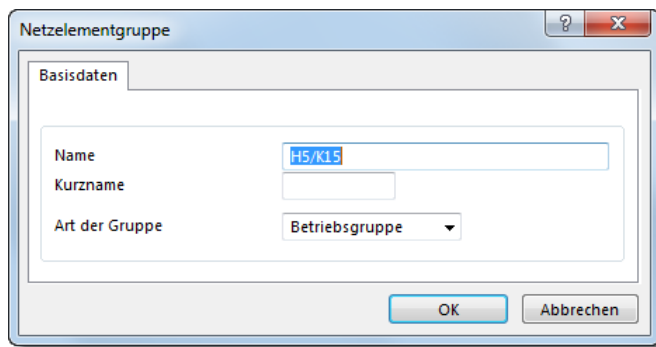 Netzelementgruppe
Basisdaten
Name H5/K15
Kurzname
Art der Gruppe Betriebsgruppe
OK Abbrechen